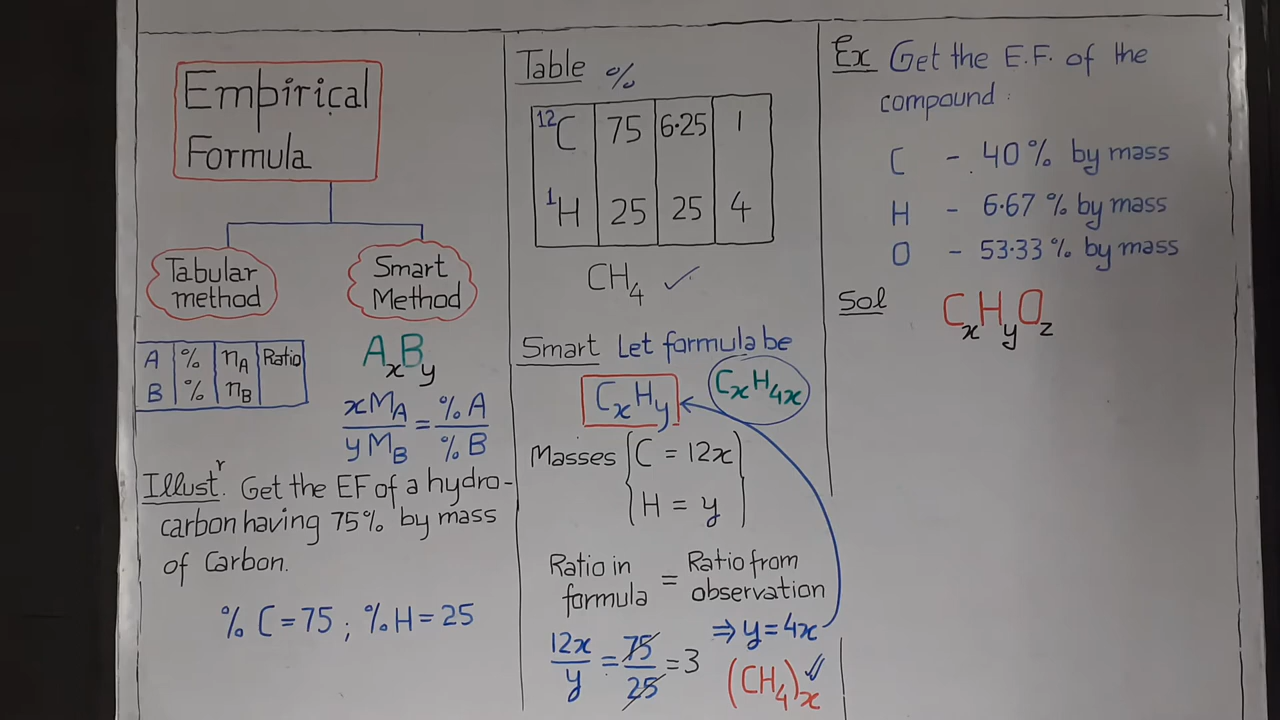 Empirical
Formula
Tabular
method
Smart
Method
A % nA Ratio
B % nB
AxBy
xMA / yMB = %A / %B
Illustr. Get the EF of a hydro-
carbon having 75% by mass
of Carbon.
% C = 75 ; % H = 25
Table %
12C 75 6.25 1
1H 25 25 4
CH4 ✓
Smart Let formula be
CxHy CxH4x
Masses { C = 12x
H = y }
Ratio in formula = Ratio from observation
12x / y = 75 / 25 = 3
⇒ y = 4x
(CH4)x ✓
Ex Get the E.F. of the
compound :
C - 40 % by mass
H - 6.67 % by mass
O - 53.33 % by mass
Sol CxHyOz